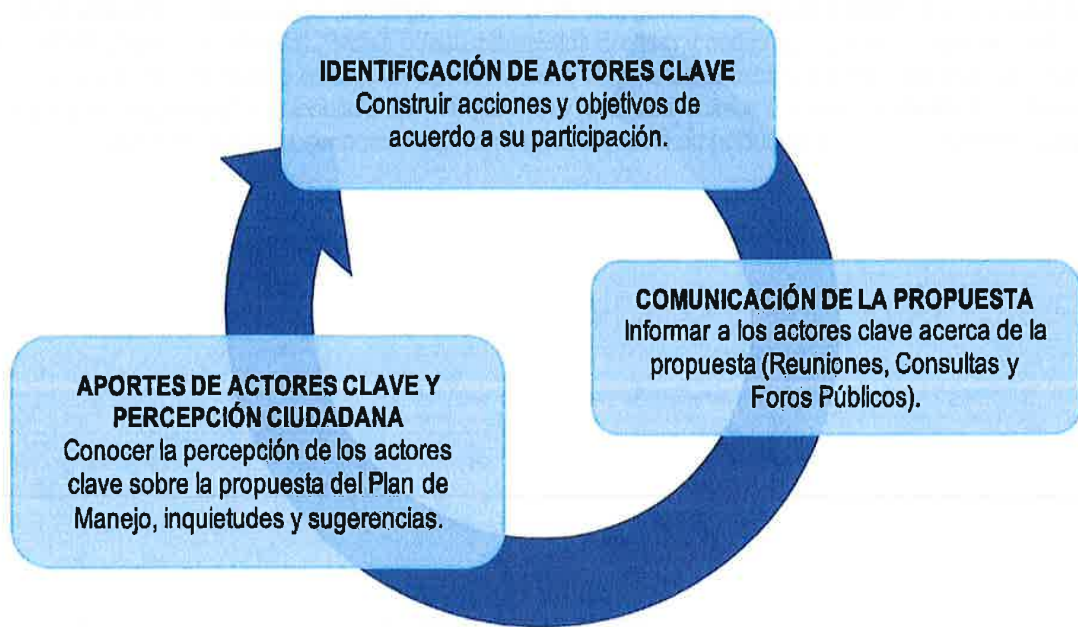 IDENTIFICACIÓN DE ACTORES CLAVE
Construir acciones y objetivos de
acuerdo a su participación.
COMUNICACIÓN DE LA PROPUESTA
Informar a los actores clave acerca de la
propuesta (Reuniones, Consultas y
Foros Públicos).
APORTES DE ACTORES CLAVE Y
PERCEPCIÓN CIUDADANA
Conocer la percepción de los actores
clave sobre la propuesta del Plan de
Manejo, inquietudes y sugerencias.